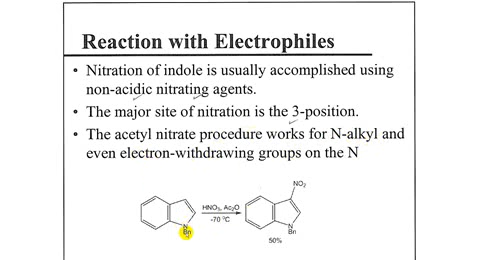 Reaction with Electrophiles
• Nitration of indole is usually accomplished using
non-acidic nitrating agents.
• The major site of nitration is the 3-position.
• The acetyl nitrate procedure works for N-alkyl and
even electron-withdrawing groups on the N
NO₂
HNO₃, Ac₂O
-70 °C
N
Bn
N
Bn
50%